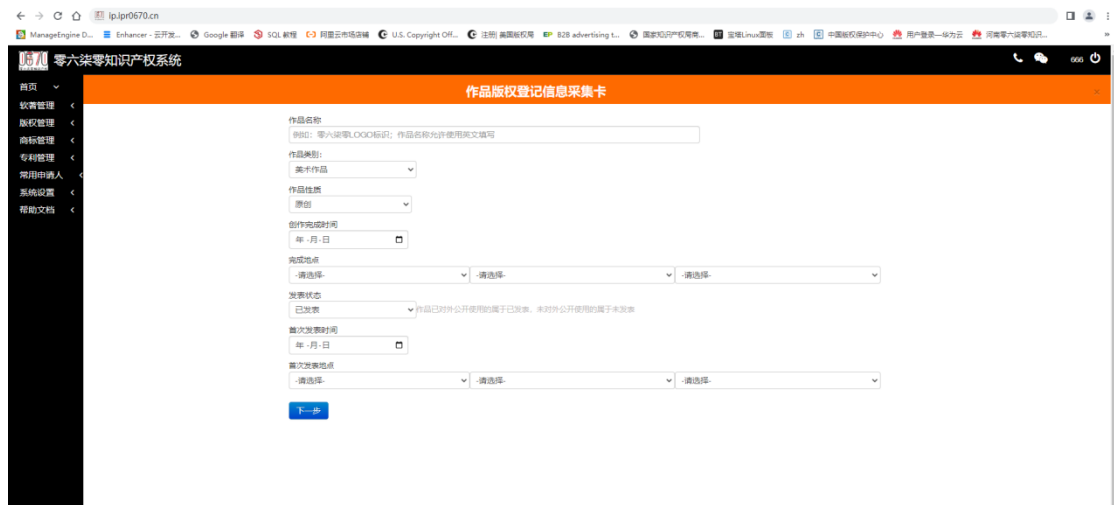 lp.ipr0670.cn
ManageEngine D... Enhancer - 云开发... Google 翻译 SQL 教程 阿里云市场店铺 U.S. Copyright Off... 注册| 美国版权局 B2B advertising t... 国家知识产权局商... 宝塔Linux面板 zh 中国版权保护中心 用户登录—华为云 河南零六柒零知识... »
零六柒零知识产权系统 666
首页
作品版权登记信息采集卡 ×
软著管理
版权管理
商标管理
专利管理
常用申请人
系统设置
帮助文档
作品名称
例如：零六柒零LOGO标识；作品名称允许使用英文填写
作品类别:
美术作品
作品性质
原创
创作完成时间
年 -月-日
完成地点
-请选择- -请选择- -请选择-
发表状态
已发表 作品已对外公开使用的属于已发表，未对外公开使用的属于未发表
首次发表时间
年 -月-日
首次发表地点
-请选择- -请选择- -请选择-
下一步